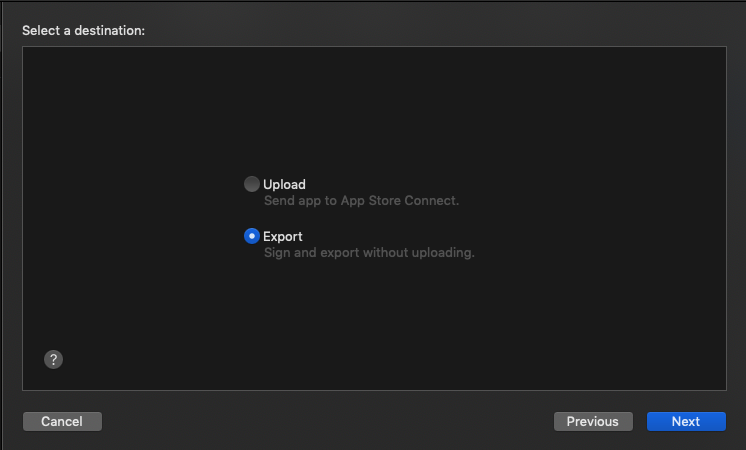 Select a destination:
Upload
Send app to App Store Connect.
Export
Sign and export without uploading.
?
Cancel
Previous
Next